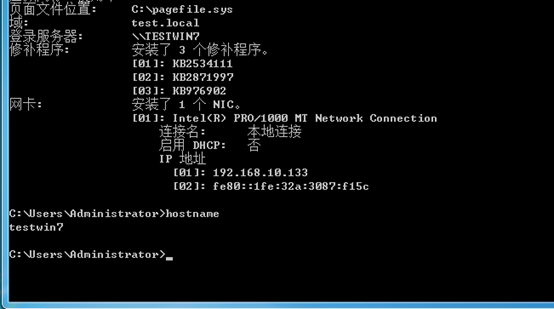 页面文件位置:     C:\pagefile.sys
域:               test.local
登录服务器:       \\TESTWIN7
修补程序:         安装了 3 个修补程序。
                  [01]: KB2534111
                  [02]: KB2871997
                  [03]: KB976902
网卡:             安装了 1 个 NIC。
                  [01]: Intel(R) PRO/1000 MT Network Connection
                      连接名:      本地连接
                      启用 DHCP:   否
                      IP 地址
                        [01]: 192.168.10.133
                        [02]: fe80::1fe:32a:3087:f15c
C:\Users\Administrator>hostname
testwin7
C:\Users\Administrator>_